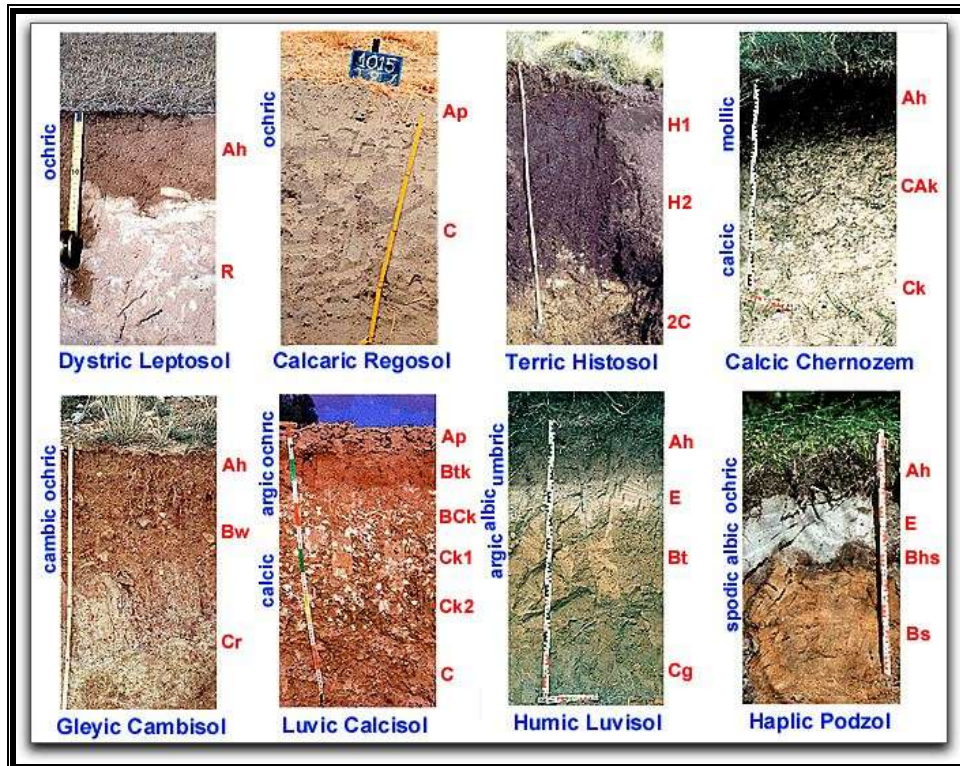 ochric
Ah
R
Dystric Leptosol
1015
ochric
Ap
C
Calcaric Regosol
H1
H2
2C
Terric Histosol
mollic
calcic
Ah
CAk
Ck
Calcic Chernozem
cambic ochric
Ah
Bw
Cr
Gleyic Cambisol
argic ochric
calcic
Ap
Btk
BCk
Ck1
Ck2
C
Luvic Calcisol
argic albic umbric
Ah
E
Bt
Cg
Humic Luvisol
spodic albic ochric
Ah
E
Bhs
Bs
Haplic Podzol